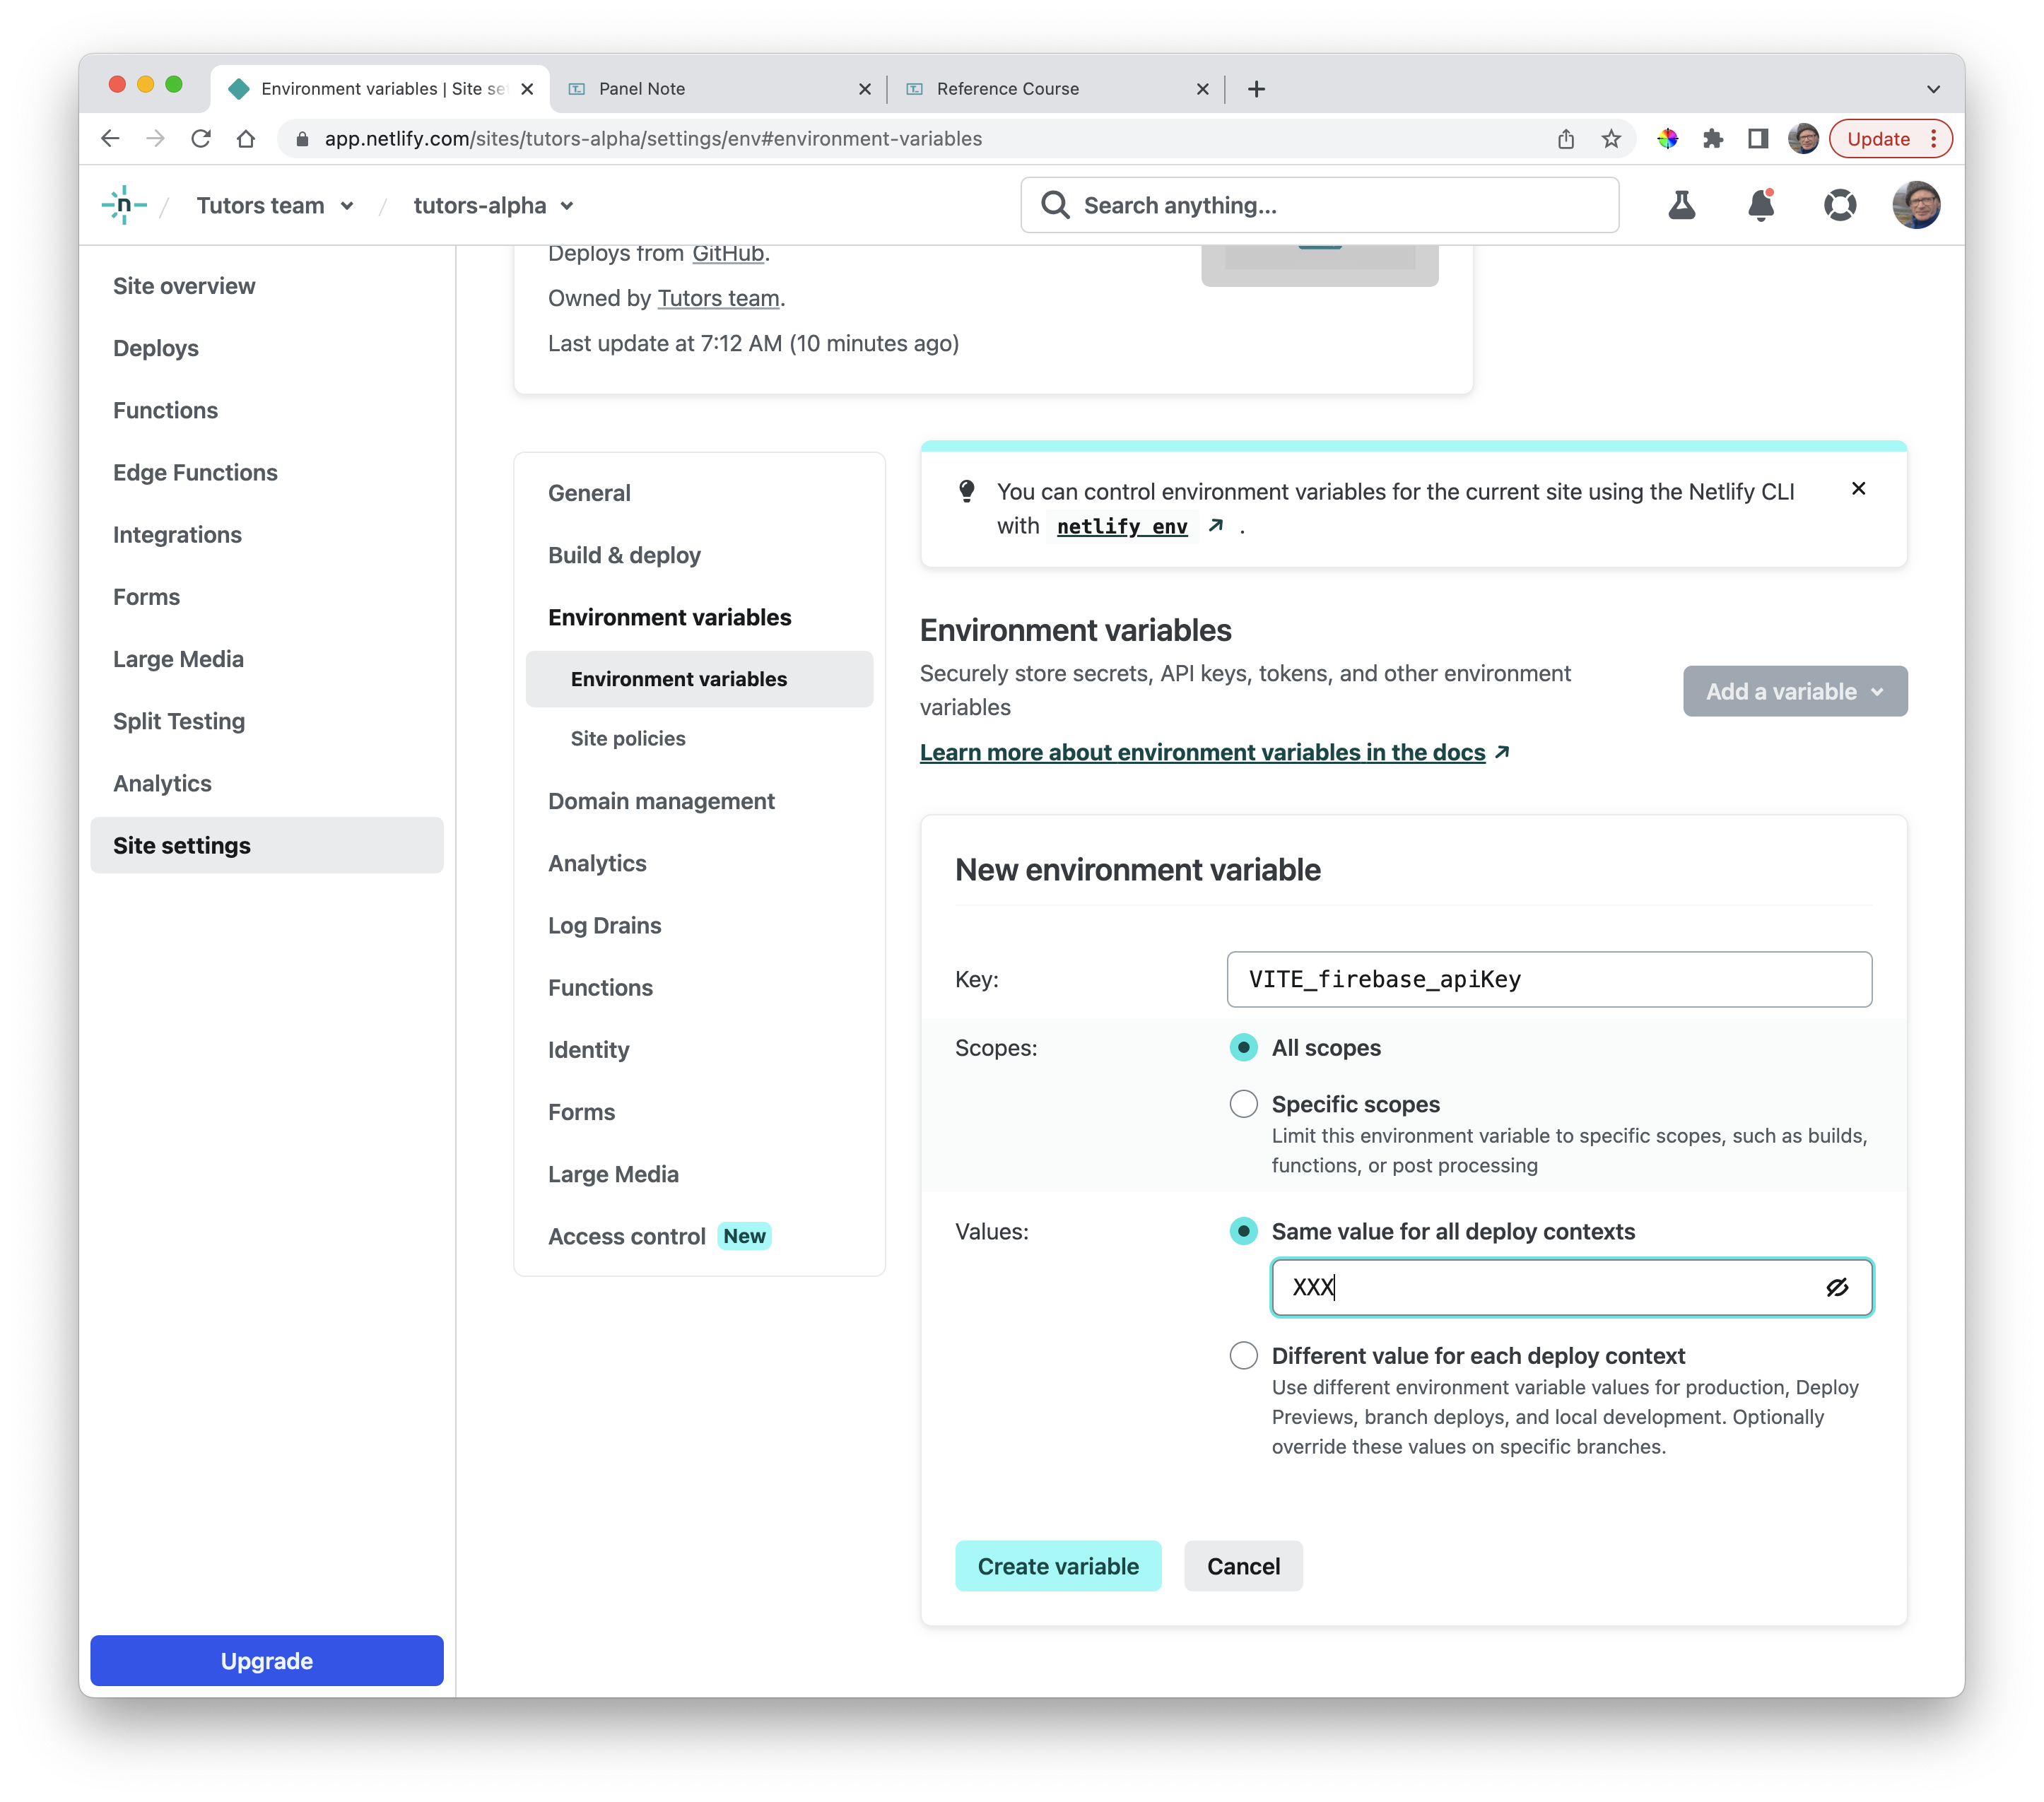 Environment variables | Site se
Panel Note
Reference Course
app.netlify.com/sites/tutors-alpha/settings/env#environment-variables
Update
n
Tutors team
tutors-alpha
Search anything...
Site overview
Deploys
Functions
Edge Functions
Integrations
Forms
Large Media
Split Testing
Analytics
Site settings
Upgrade
Deploys from GitHub.
Owned by Tutors team.
Last update at 7:12 AM (10 minutes ago)
General
Build & deploy
Environment variables
Environment variables
Site policies
Domain management
Analytics
Log Drains
Functions
Identity
Forms
Large Media
Access control New
You can control environment variables for the current site using the Netlify CLI
with netlify env .
Environment variables
Securely store secrets, API keys, tokens, and other environment
variables
Add a variable
Learn more about environment variables in the docs
New environment variable
Key: VITE_firebase_apiKey
Scopes: All scopes
Specific scopes
Limit this environment variable to specific scopes, such as builds,
functions, or post processing
Values: Same value for all deploy contexts
XXX
Different value for each deploy context
Use different environment variable values for production, Deploy
Previews, branch deploys, and local development. Optionally
override these values on specific branches.
Create variable Cancel